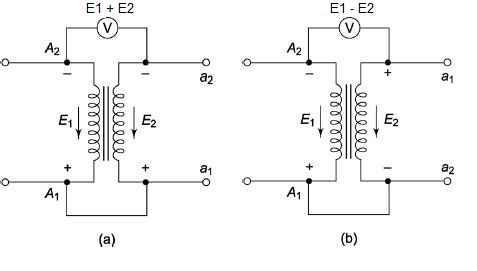 E1 + E2
V
A2
− −
a2
E1 E2
+ +
a1
A1
(a)
E1 - E2
V
A2
− +
a1
E1 E2
+ −
a2
A1
(b)